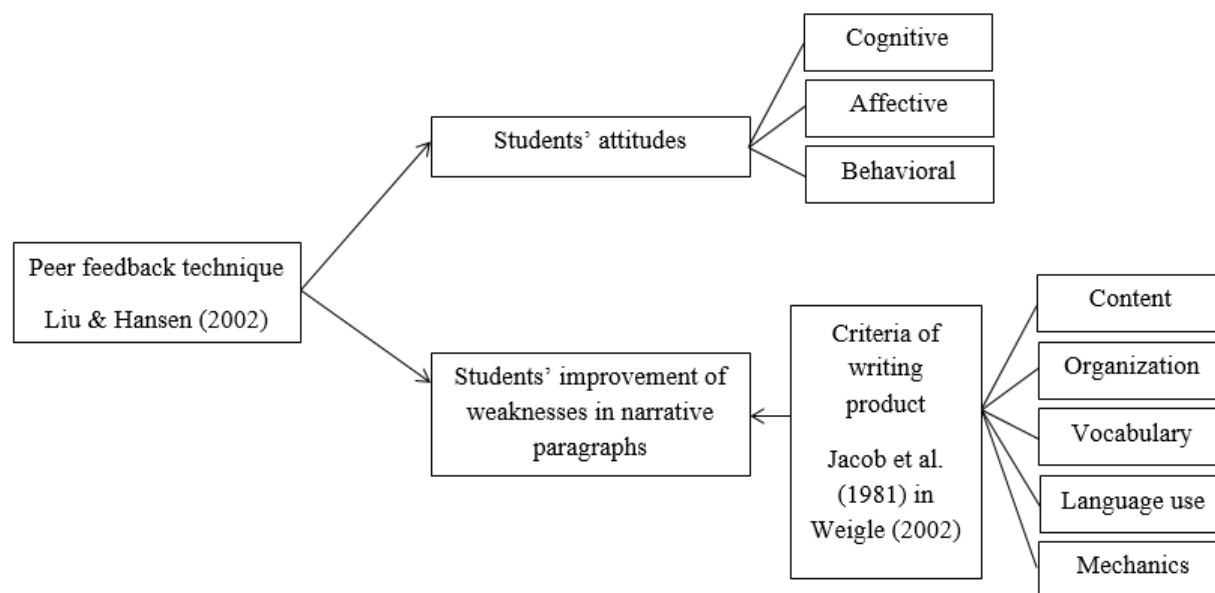 Cognitive
Affective
Behavioral
Students’ attitudes
Peer feedback technique
Liu & Hansen (2002)
Students’ improvement of
weaknesses in narrative
paragraphs
Criteria of
writing
product
Jacob et al.
(1981) in
Weigle (2002)
Content
Organization
Vocabulary
Language use
Mechanics